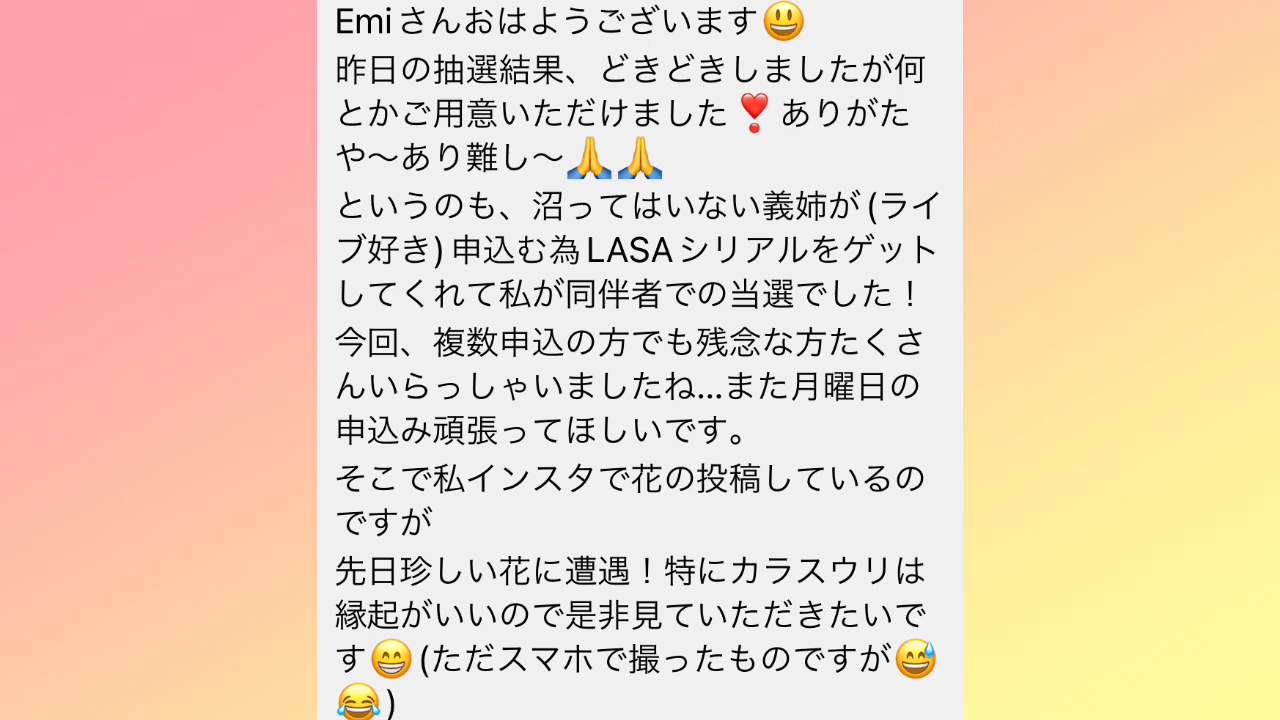 Emiさんおはようございます😃
昨日の抽選結果、どきどきしましたが何
とかご用意いただけました❣️ありがた
や〜あり難し〜🙏🙏
というのも、沼ってはいない義姉が(ライ
ブ好き)申込む為LASAシリアルをゲット
してくれて私が同伴者での当選でした！
今回、複数申込の方でも残念な方たくさ
んいらっしゃいましたね…また月曜日の
申込み頑張ってほしいです。
そこで私インスタで花の投稿しているの
ですが
先日珍しい花に遭遇！特にカラスウリは
縁起がいいので是非見ていただきたいで
す😁(ただスマホで撮ったものですが😅
😂)